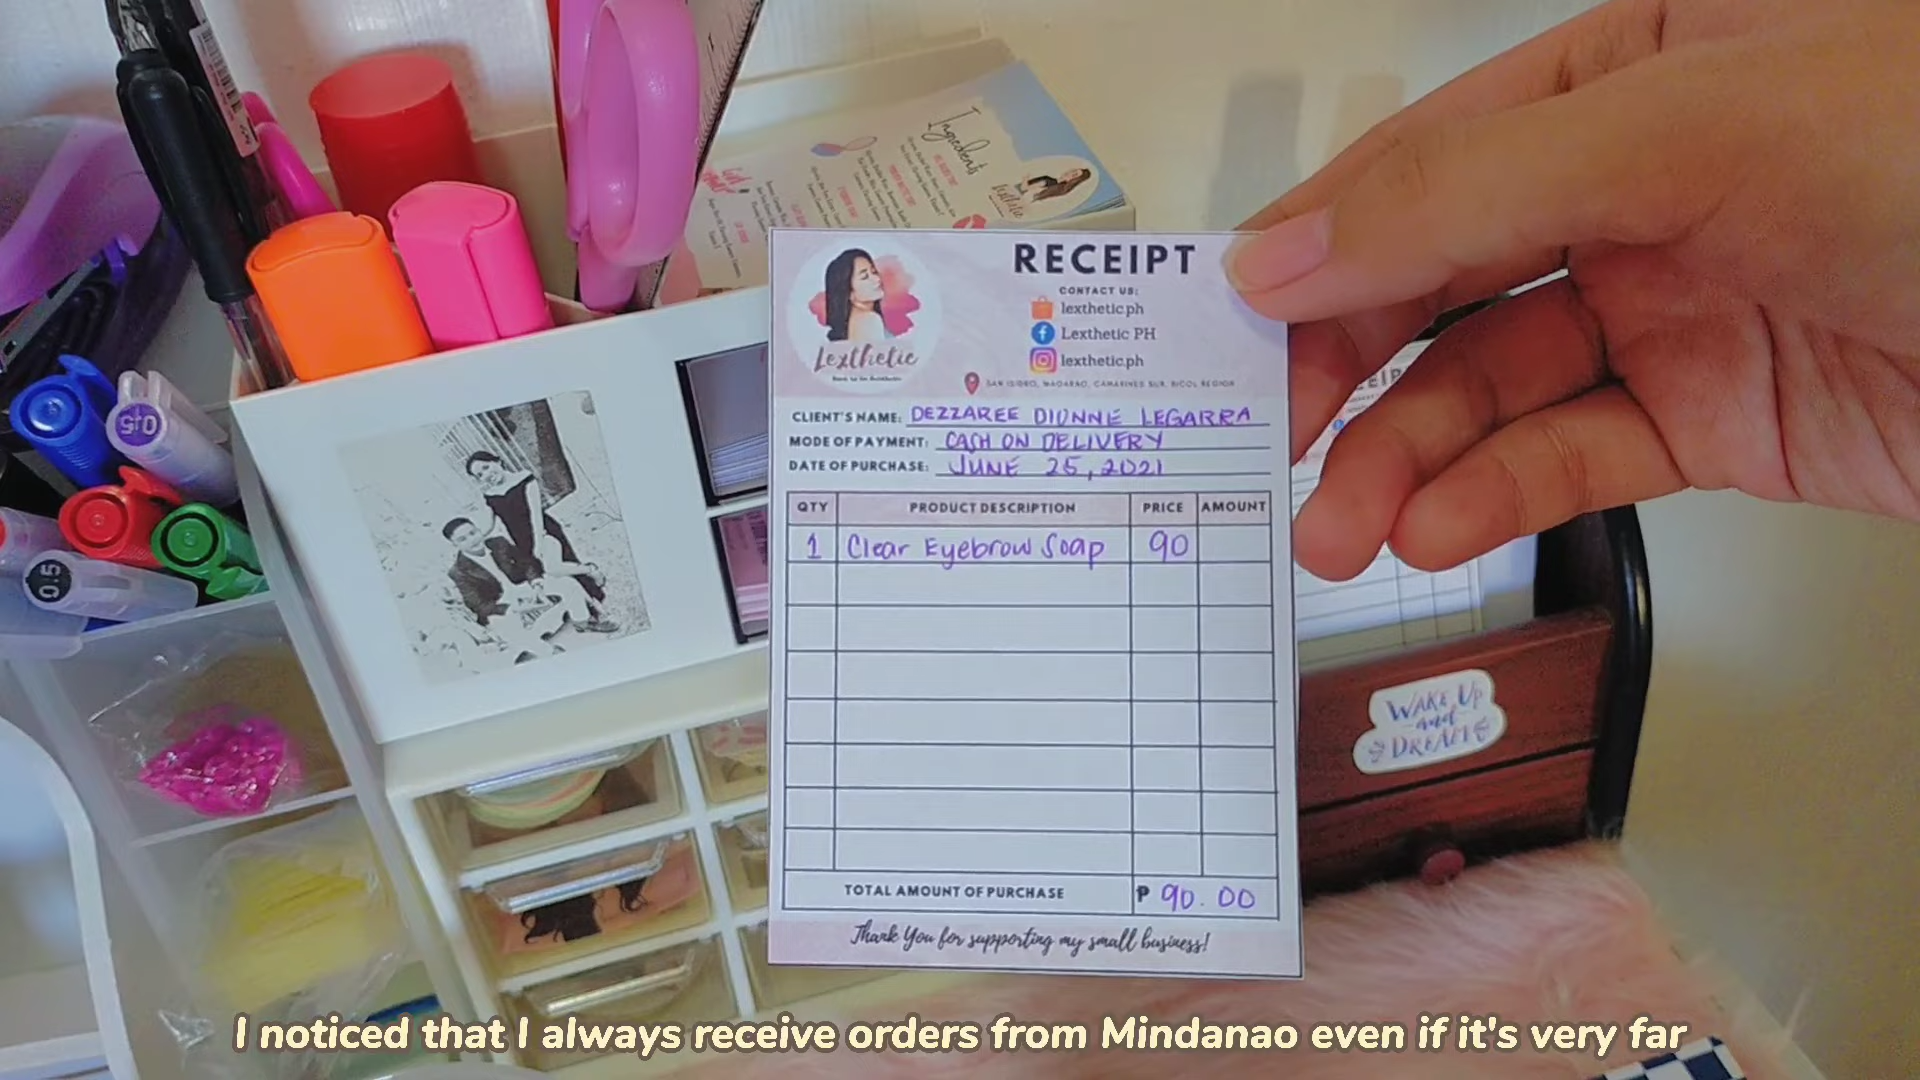 Ingredients
RECEIPT
CONTACT US:
lexthetic.ph
Lexthetic PH
lexthetic.ph
SAN ISIDRO, MAGARAO, CAMARINES SUR, BICOL REGION
Lexthetic
CLIENT'S NAME: DEZZAREE DIONNE LEGARRA
MODE OF PAYMENT: CASH ON DELIVERY
DATE OF PURCHASE: JUNE 25, 2021
QTY PRODUCT DESCRIPTION PRICE AMOUNT
1 Clear Eyebrow Soap 90
TOTAL AMOUNT OF PURCHASE ₱ 90.00
Thank You for supporting my small business!
0.5
0.5
WAKE UP
and
DREAM
I noticed that I always receive orders from Mindanao even if it's very far